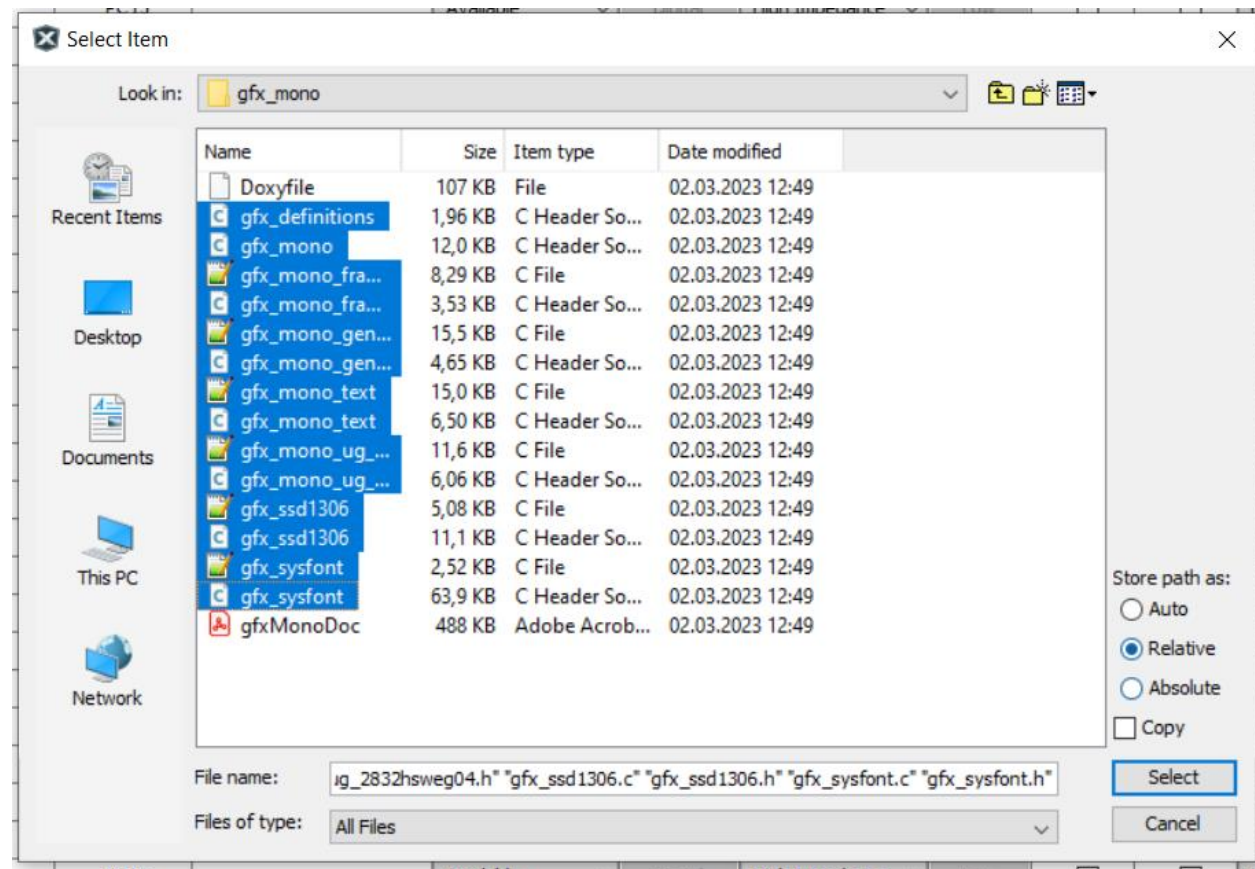 Select Item
Look in: gfx_mono
Name Size Item type Date modified
Doxyfile 107 KB File 02.03.2023 12:49
gfx_definitions 1,96 KB C Header So... 02.03.2023 12:49
gfx_mono 12,0 KB C Header So... 02.03.2023 12:49
gfx_mono_fra... 8,29 KB C File 02.03.2023 12:49
gfx_mono_fra... 3,53 KB C Header So... 02.03.2023 12:49
gfx_mono_gen... 15,5 KB C File 02.03.2023 12:49
gfx_mono_gen... 4,65 KB C Header So... 02.03.2023 12:49
gfx_mono_text 15,0 KB C File 02.03.2023 12:49
gfx_mono_text 6,50 KB C Header So... 02.03.2023 12:49
gfx_mono_ug_... 11,6 KB C File 02.03.2023 12:49
gfx_mono_ug_... 6,06 KB C Header So... 02.03.2023 12:49
gfx_ssd1306 5,08 KB C File 02.03.2023 12:49
gfx_ssd1306 11,1 KB C Header So... 02.03.2023 12:49
gfx_sysfont 2,52 KB C File 02.03.2023 12:49
gfx_sysfont 63,9 KB C Header So... 02.03.2023 12:49
gfxMonoDoc 488 KB Adobe Acrob... 02.03.2023 12:49
Recent Items
Desktop
Documents
This PC
Network
Store path as:
Auto
Relative
Absolute
Copy
File name: ug_2832hsweg04.h" "gfx_ssd1306.c" "gfx_ssd1306.h" "gfx_sysfont.c" "gfx_sysfont.h"
Select
Files of type: All Files
Cancel